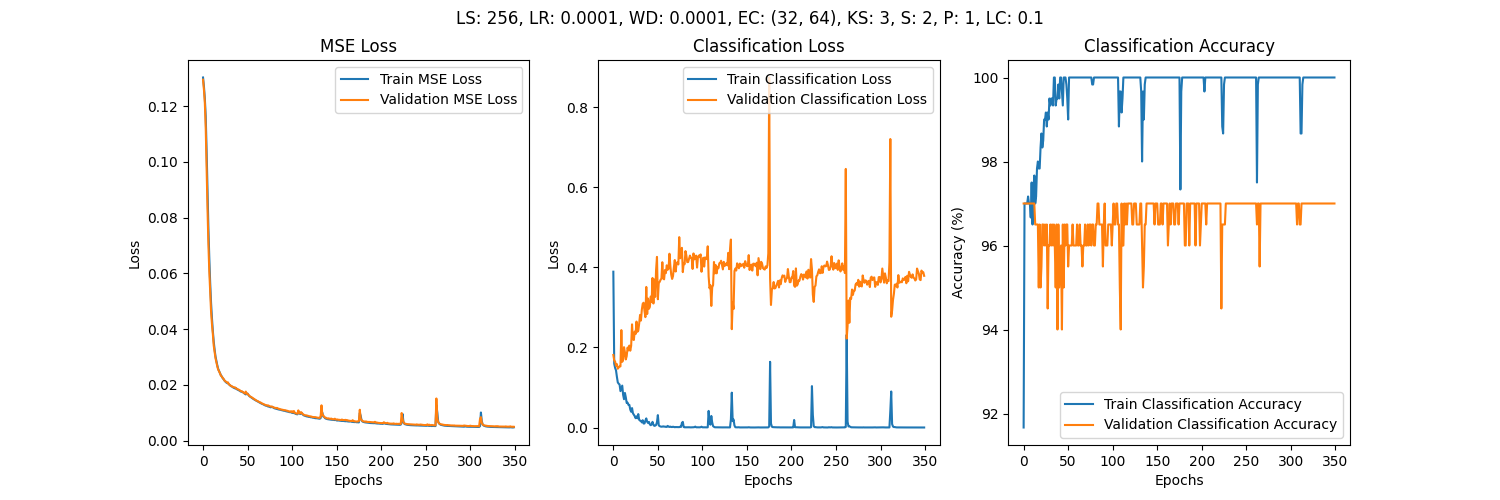 LS: 256, LR: 0.0001, WD: 0.0001, EC: (32, 64), KS: 3, S: 2, P: 1, LC: 0.1
MSE Loss
Train MSE Loss
Validation MSE Loss
Loss
0.12
0.10
0.08
0.06
0.04
0.02
0.00
0 50 100 150 200 250 300 350
Epochs
Classification Loss
Train Classification Loss
Validation Classification Loss
Loss
0.8
0.6
0.4
0.2
0.0
0 50 100 150 200 250 300 350
Epochs
Classification Accuracy
Accuracy (%)
100
98
96
94
92
Train Classification Accuracy
Validation Classification Accuracy
0 50 100 150 200 250 300 350
Epochs